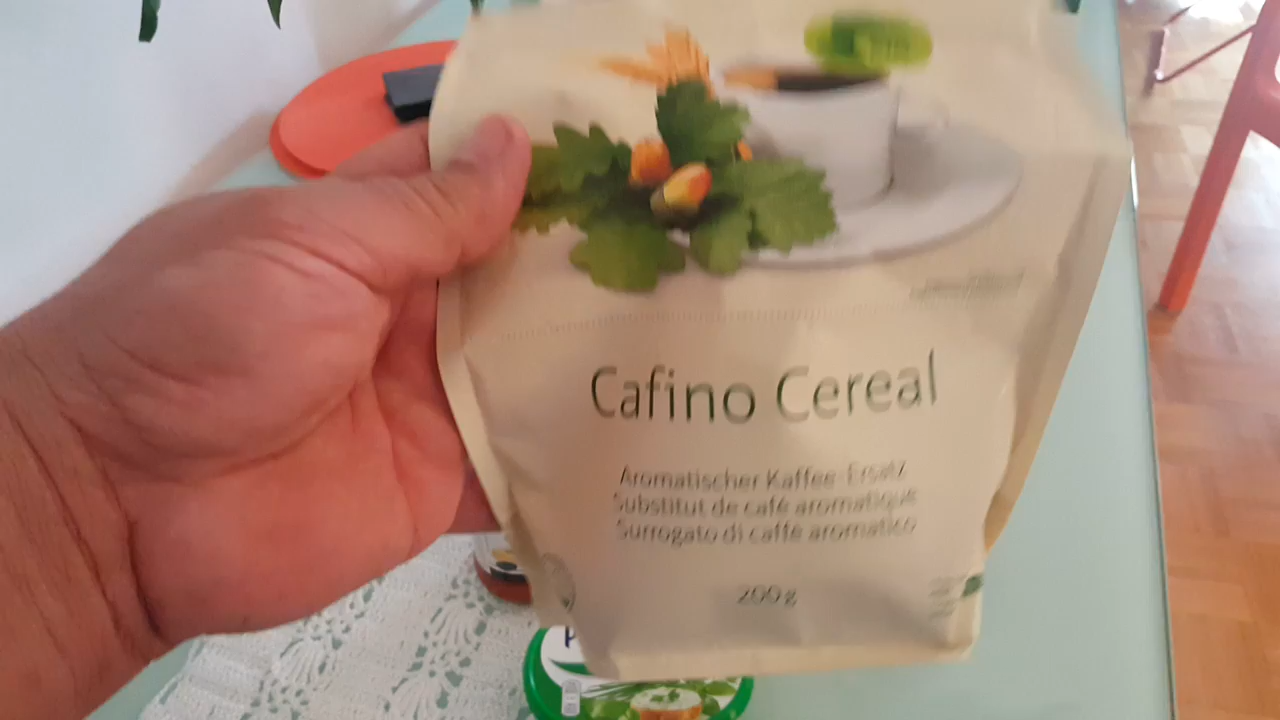 Cafino Cereal
Aromatischer Kaffee-Ersatz
Substitut de café aromatique
Surrogato di caffè aromatico
200 g